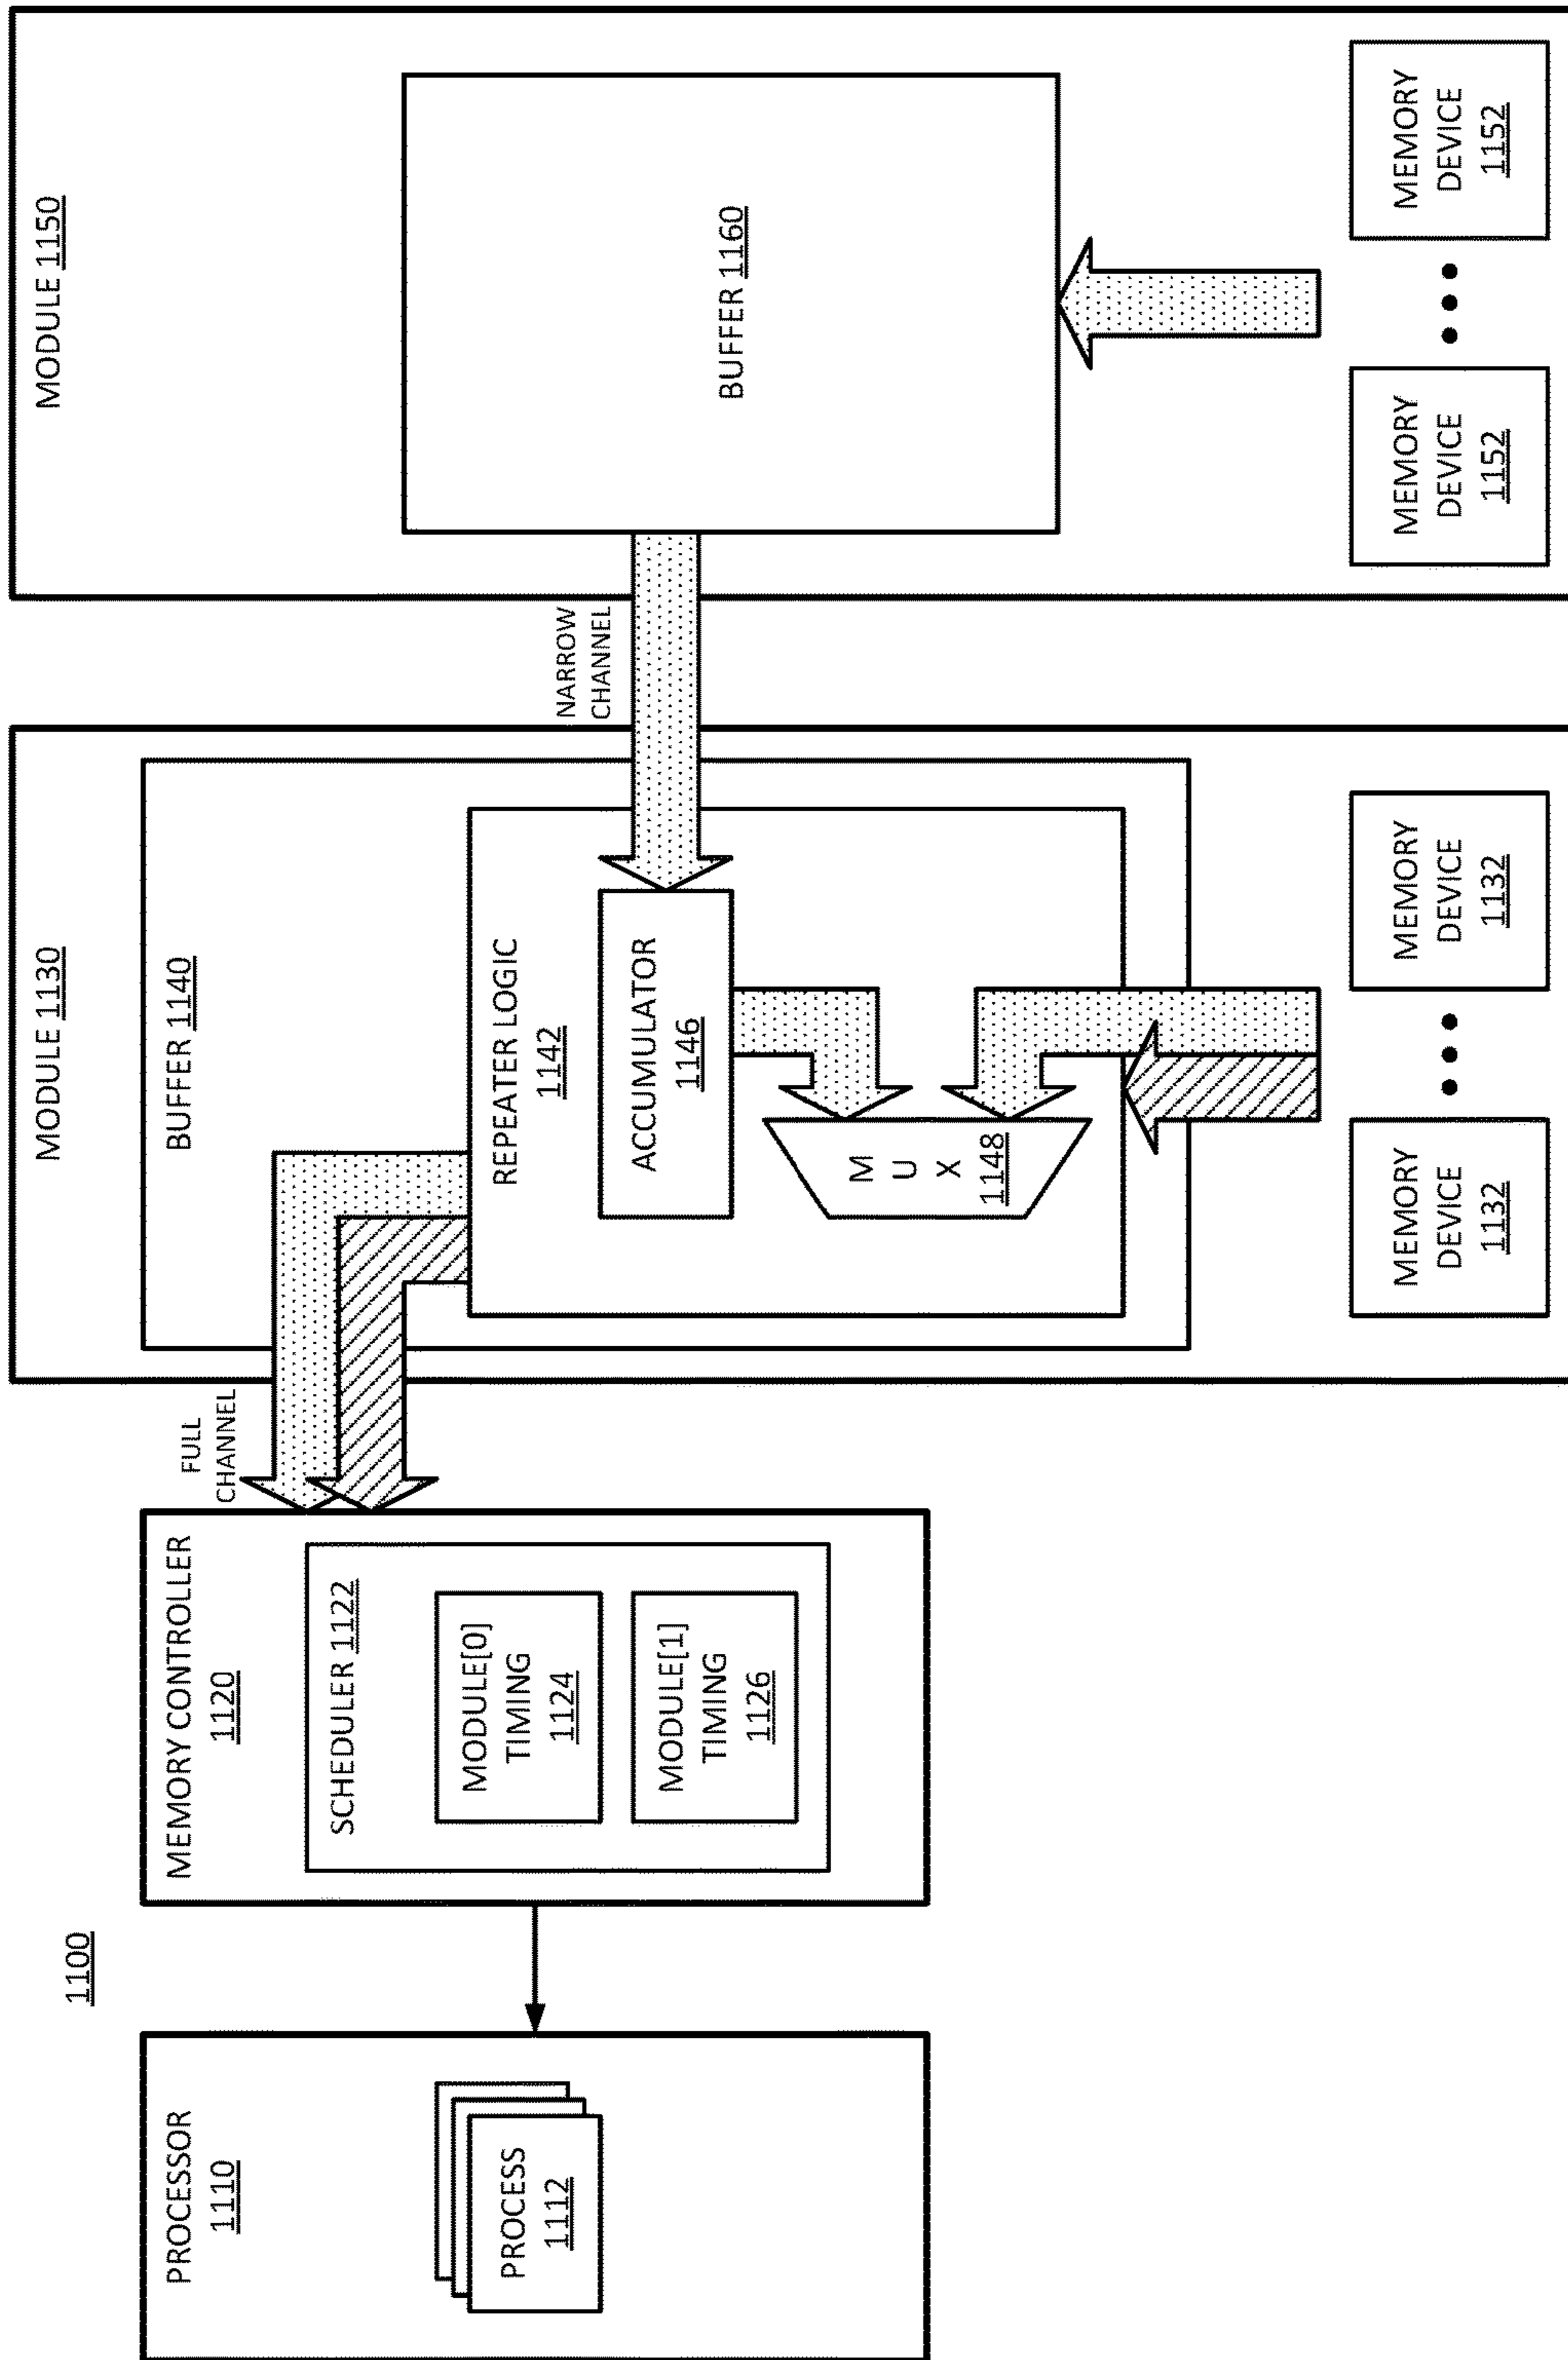 1100
PROCESSOR
1110
PROCESS
1112
MEMORY CONTROLLER
1120
SCHEDULER 1122
MODULE[0]
TIMING
1124
MODULE[1]
TIMING
1126
FULL
CHANNEL
MODULE 1130
BUFFER 1140
REPEATER LOGIC
1142
ACCUMULATOR
1146
M
U
X
1148
MEMORY
DEVICE
1132
MEMORY
DEVICE
1132
NARROW
CHANNEL
MODULE 1150
BUFFER 1160
MEMORY
DEVICE
1152
MEMORY
DEVICE
1152